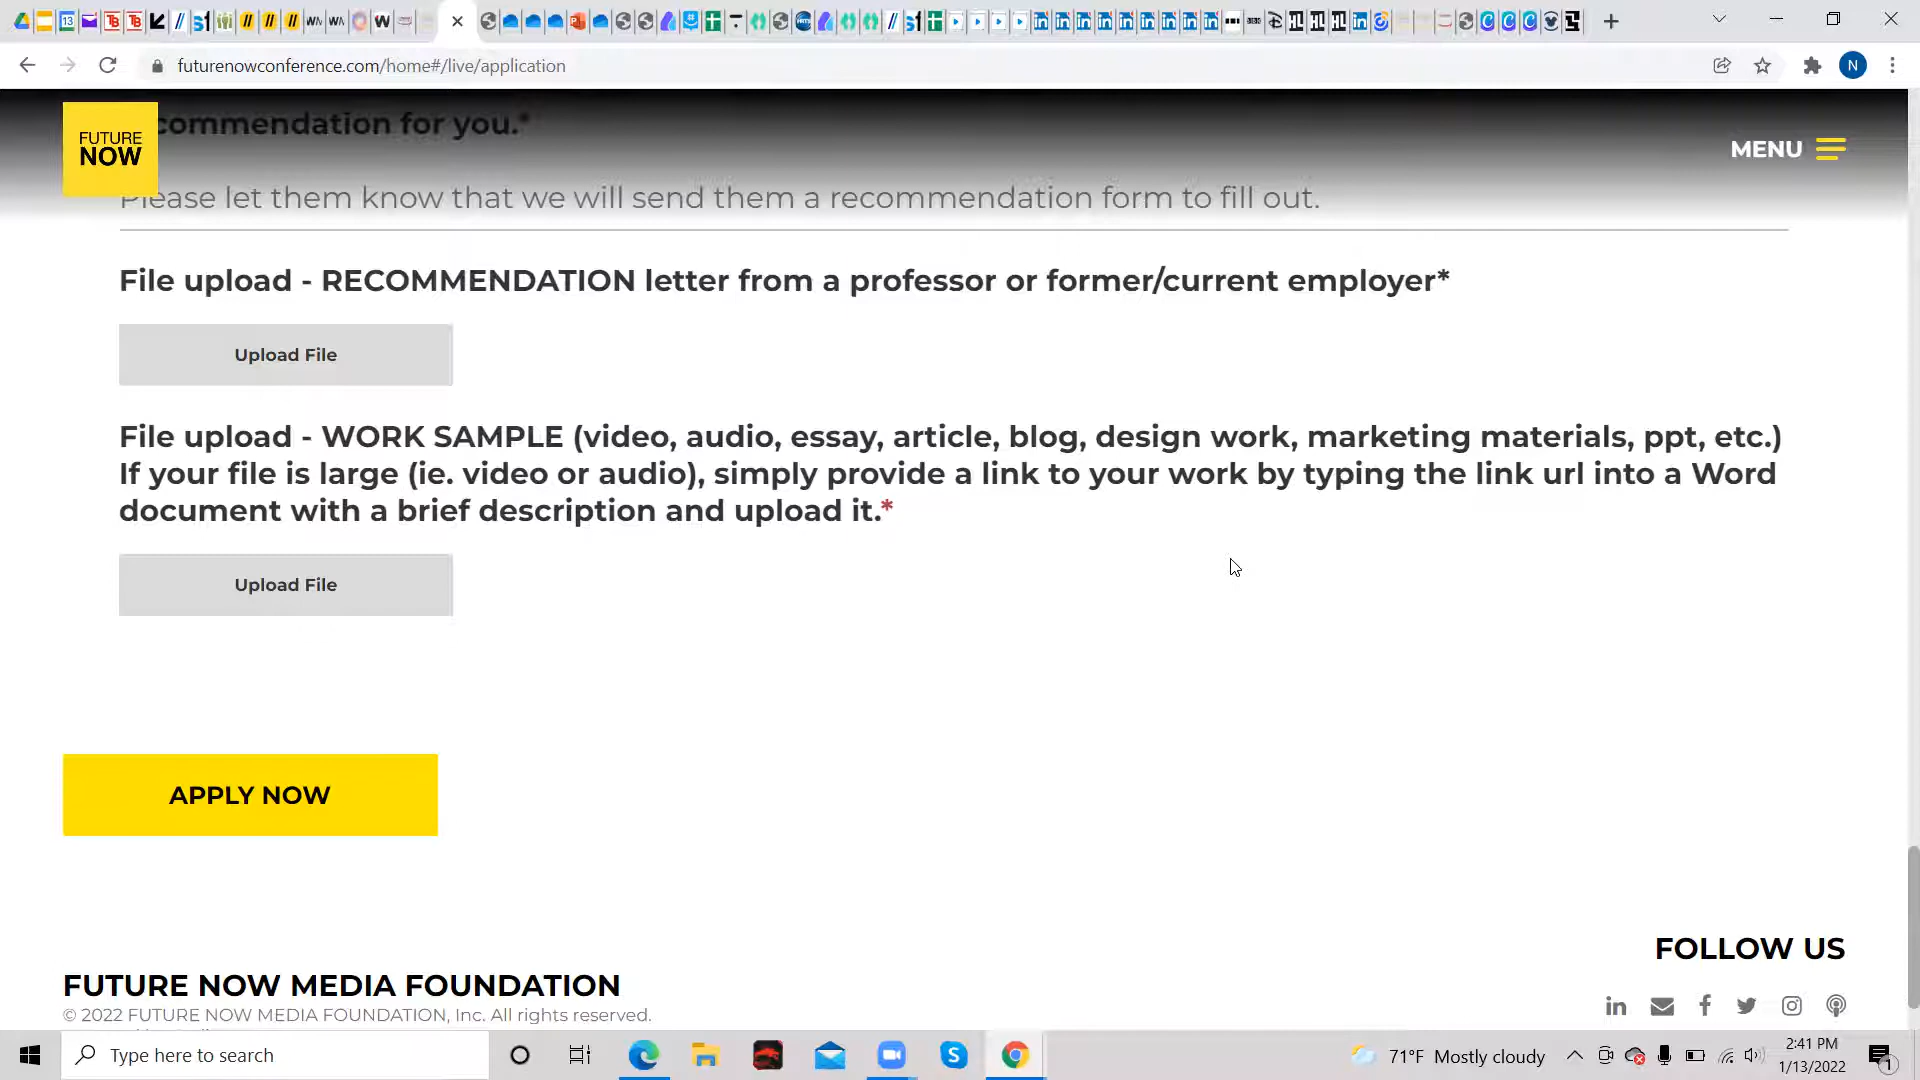 futurenowconference.com/home#/live/application
N
commendation for you.*
FUTURE
NOW
MENU
Please let them know that we will send them a recommendation form to fill out.
File upload - RECOMMENDATION letter from a professor or former/current employer*
Upload File
File upload - WORK SAMPLE (video, audio, essay, article, blog, design work, marketing materials, ppt, etc.)
If your file is large (ie. video or audio), simply provide a link to your work by typing the link url into a Word
document with a brief description and upload it.*
Upload File
APPLY NOW
FOLLOW US
FUTURE NOW MEDIA FOUNDATION
© 2022 FUTURE NOW MEDIA FOUNDATION, Inc. All rights reserved.
Type here to search
71°F Mostly cloudy
2:41 PM
1/13/2022
1